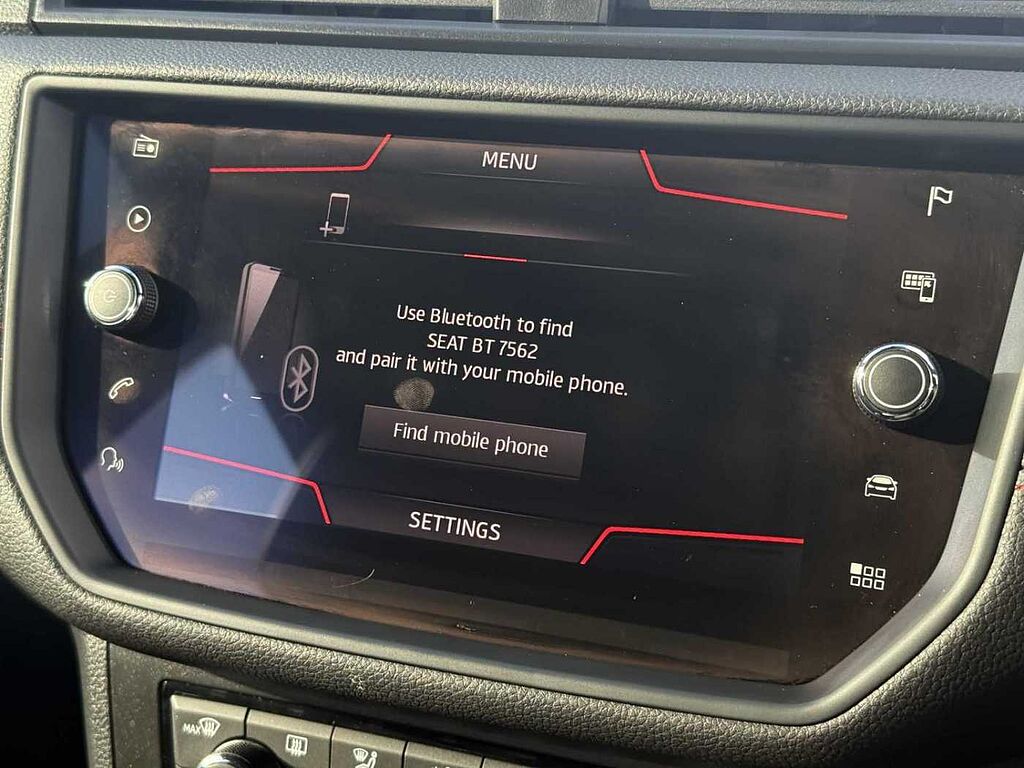 MENU
Use Bluetooth to find
SEAT BT 7562
and pair it with your mobile phone.
Find mobile phone
SETTINGS
MAX